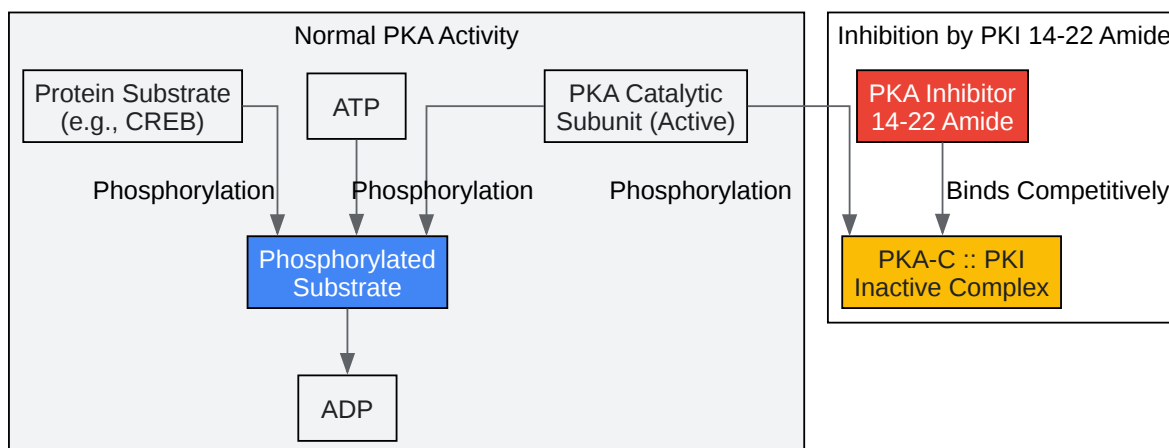 Normal PKA Activity
Inhibition by PKI 14-22 Amide
Protein Substrate
(e.g., CREB)
ATP
PKA Catalytic
Subunit (Active)
PKA Inhibitor
14-22 Amide
Phosphorylation
Phosphorylation
Phosphorylation
Binds Competitively
Phosphorylated
Substrate
PKA-C :: PKI
Inactive Complex
ADP